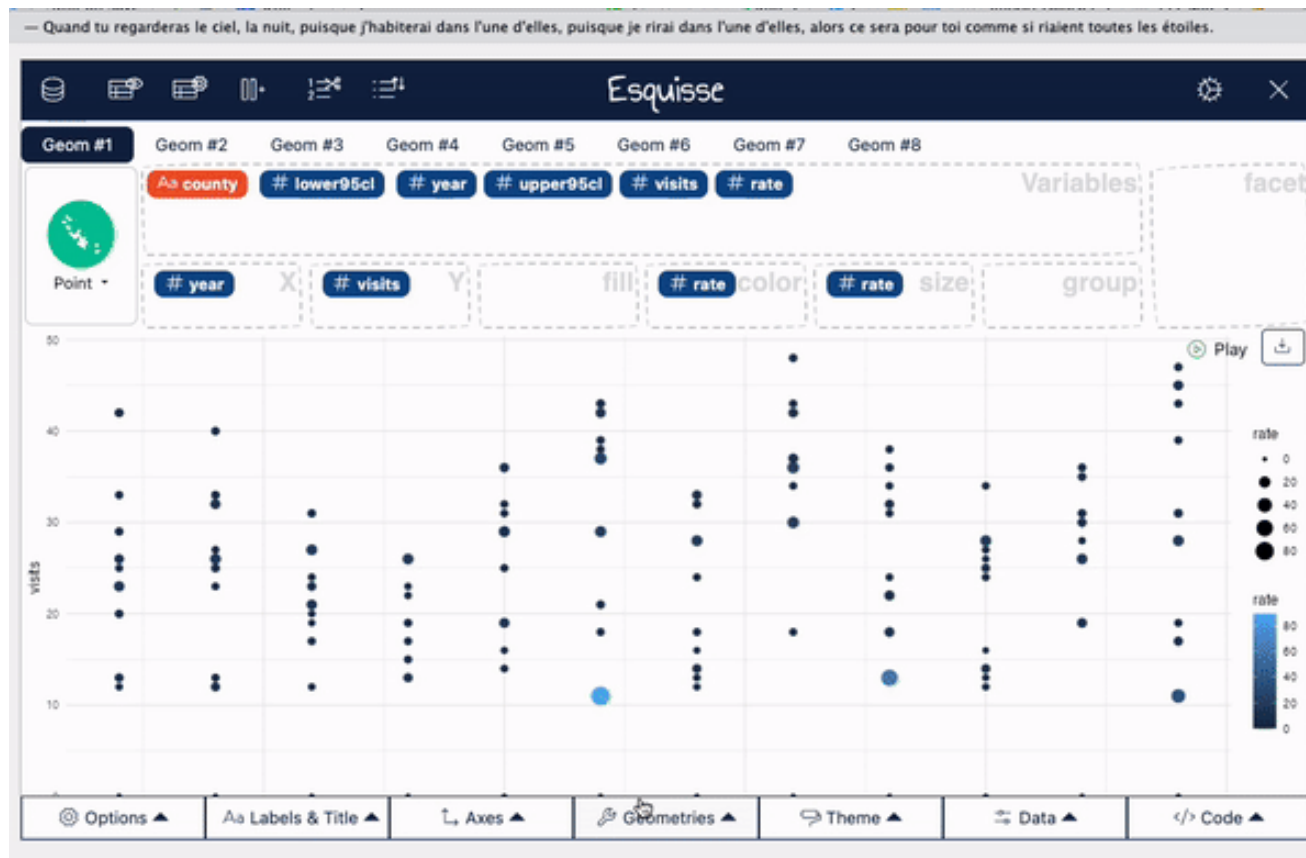 — Quand tu regarderas le ciel, la nuit, puisque j'habiterai dans l'une d'elles, puisque je rirai dans l'une d'elles, alors ce sera pour toi comme si riaient toutes les étoiles.
Esquisse
Geom #1 Geom #2 Geom #3 Geom #4 Geom #5 Geom #6 Geom #7 Geom #8
Aa county # lower95cl # year # upper95cl # visits # rate Variables facet
Point # year X # visits Y fill # rate color # rate size group
50
Play
40
rate
0
20
30
40
60
80
visits
rate
20
80
60
40
10
20
0
Options Aa Labels & Title Axes Geometries Theme Data </> Code